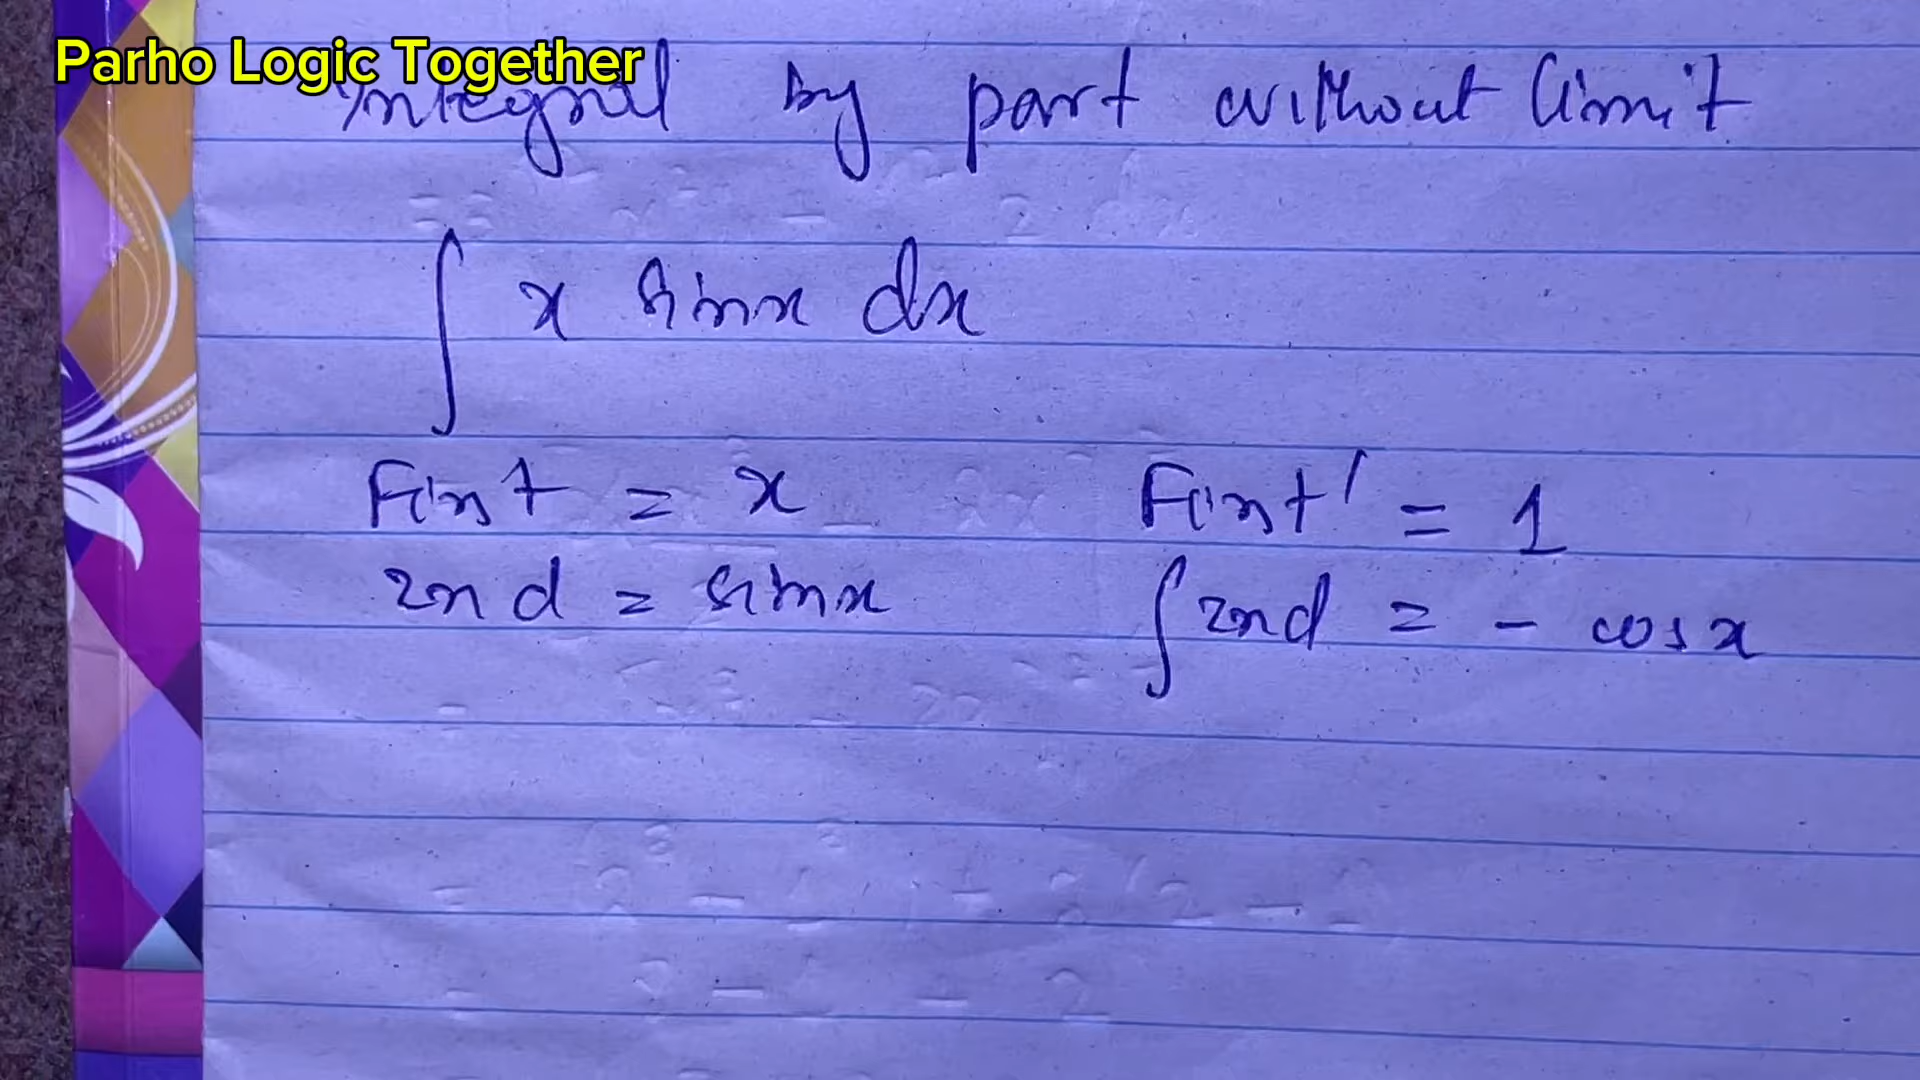 Parho Logic Together
Integral by part without limit
∫ x sinx dx
First = x First' = 1
2nd = sinx ∫ 2nd = - cosx